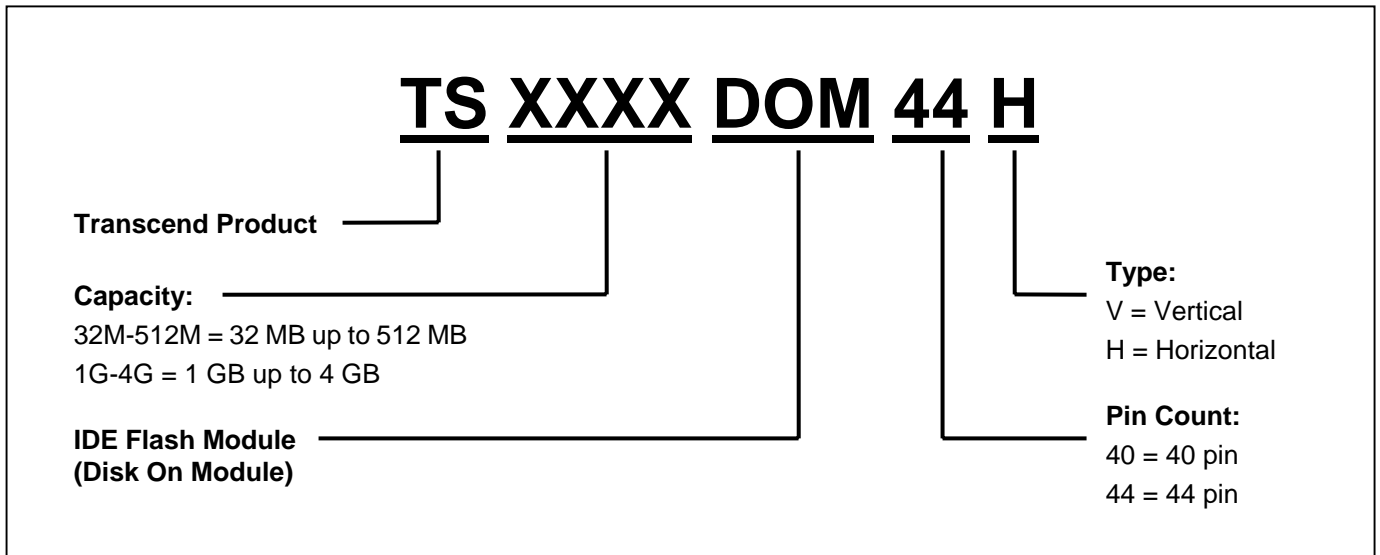 TS XXXX DOM 44 H
Transcend Product
Capacity:
32M-512M = 32 MB up to 512 MB
1G-4G = 1 GB up to 4 GB
IDE Flash Module
(Disk On Module)
Type:
V = Vertical
H = Horizontal
Pin Count:
40 = 40 pin
44 = 44 pin